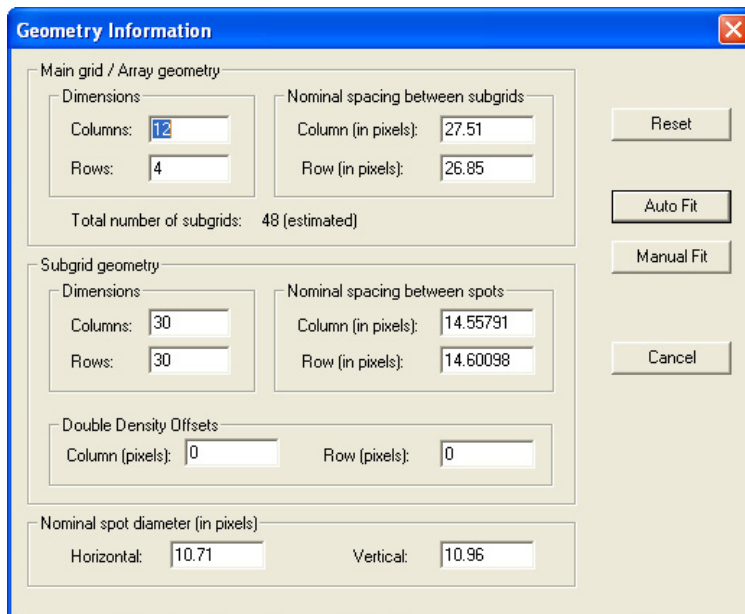 Geometry Information
Main grid / Array geometry
Dimensions
Columns: 12
Rows: 4
Nominal spacing between subgrids
Column (in pixels): 27.51
Row (in pixels): 26.85
Total number of subgrids: 48 (estimated)
Subgrid geometry
Dimensions
Columns: 30
Rows: 30
Nominal spacing between spots
Column (in pixels): 14.55791
Row (in pixels): 14.60098
Double Density Offsets
Column (pixels): 0 Row (pixels): 0
Nominal spot diameter (in pixels)
Horizontal: 10.71 Vertical: 10.96
Reset
Auto Fit
Manual Fit
Cancel